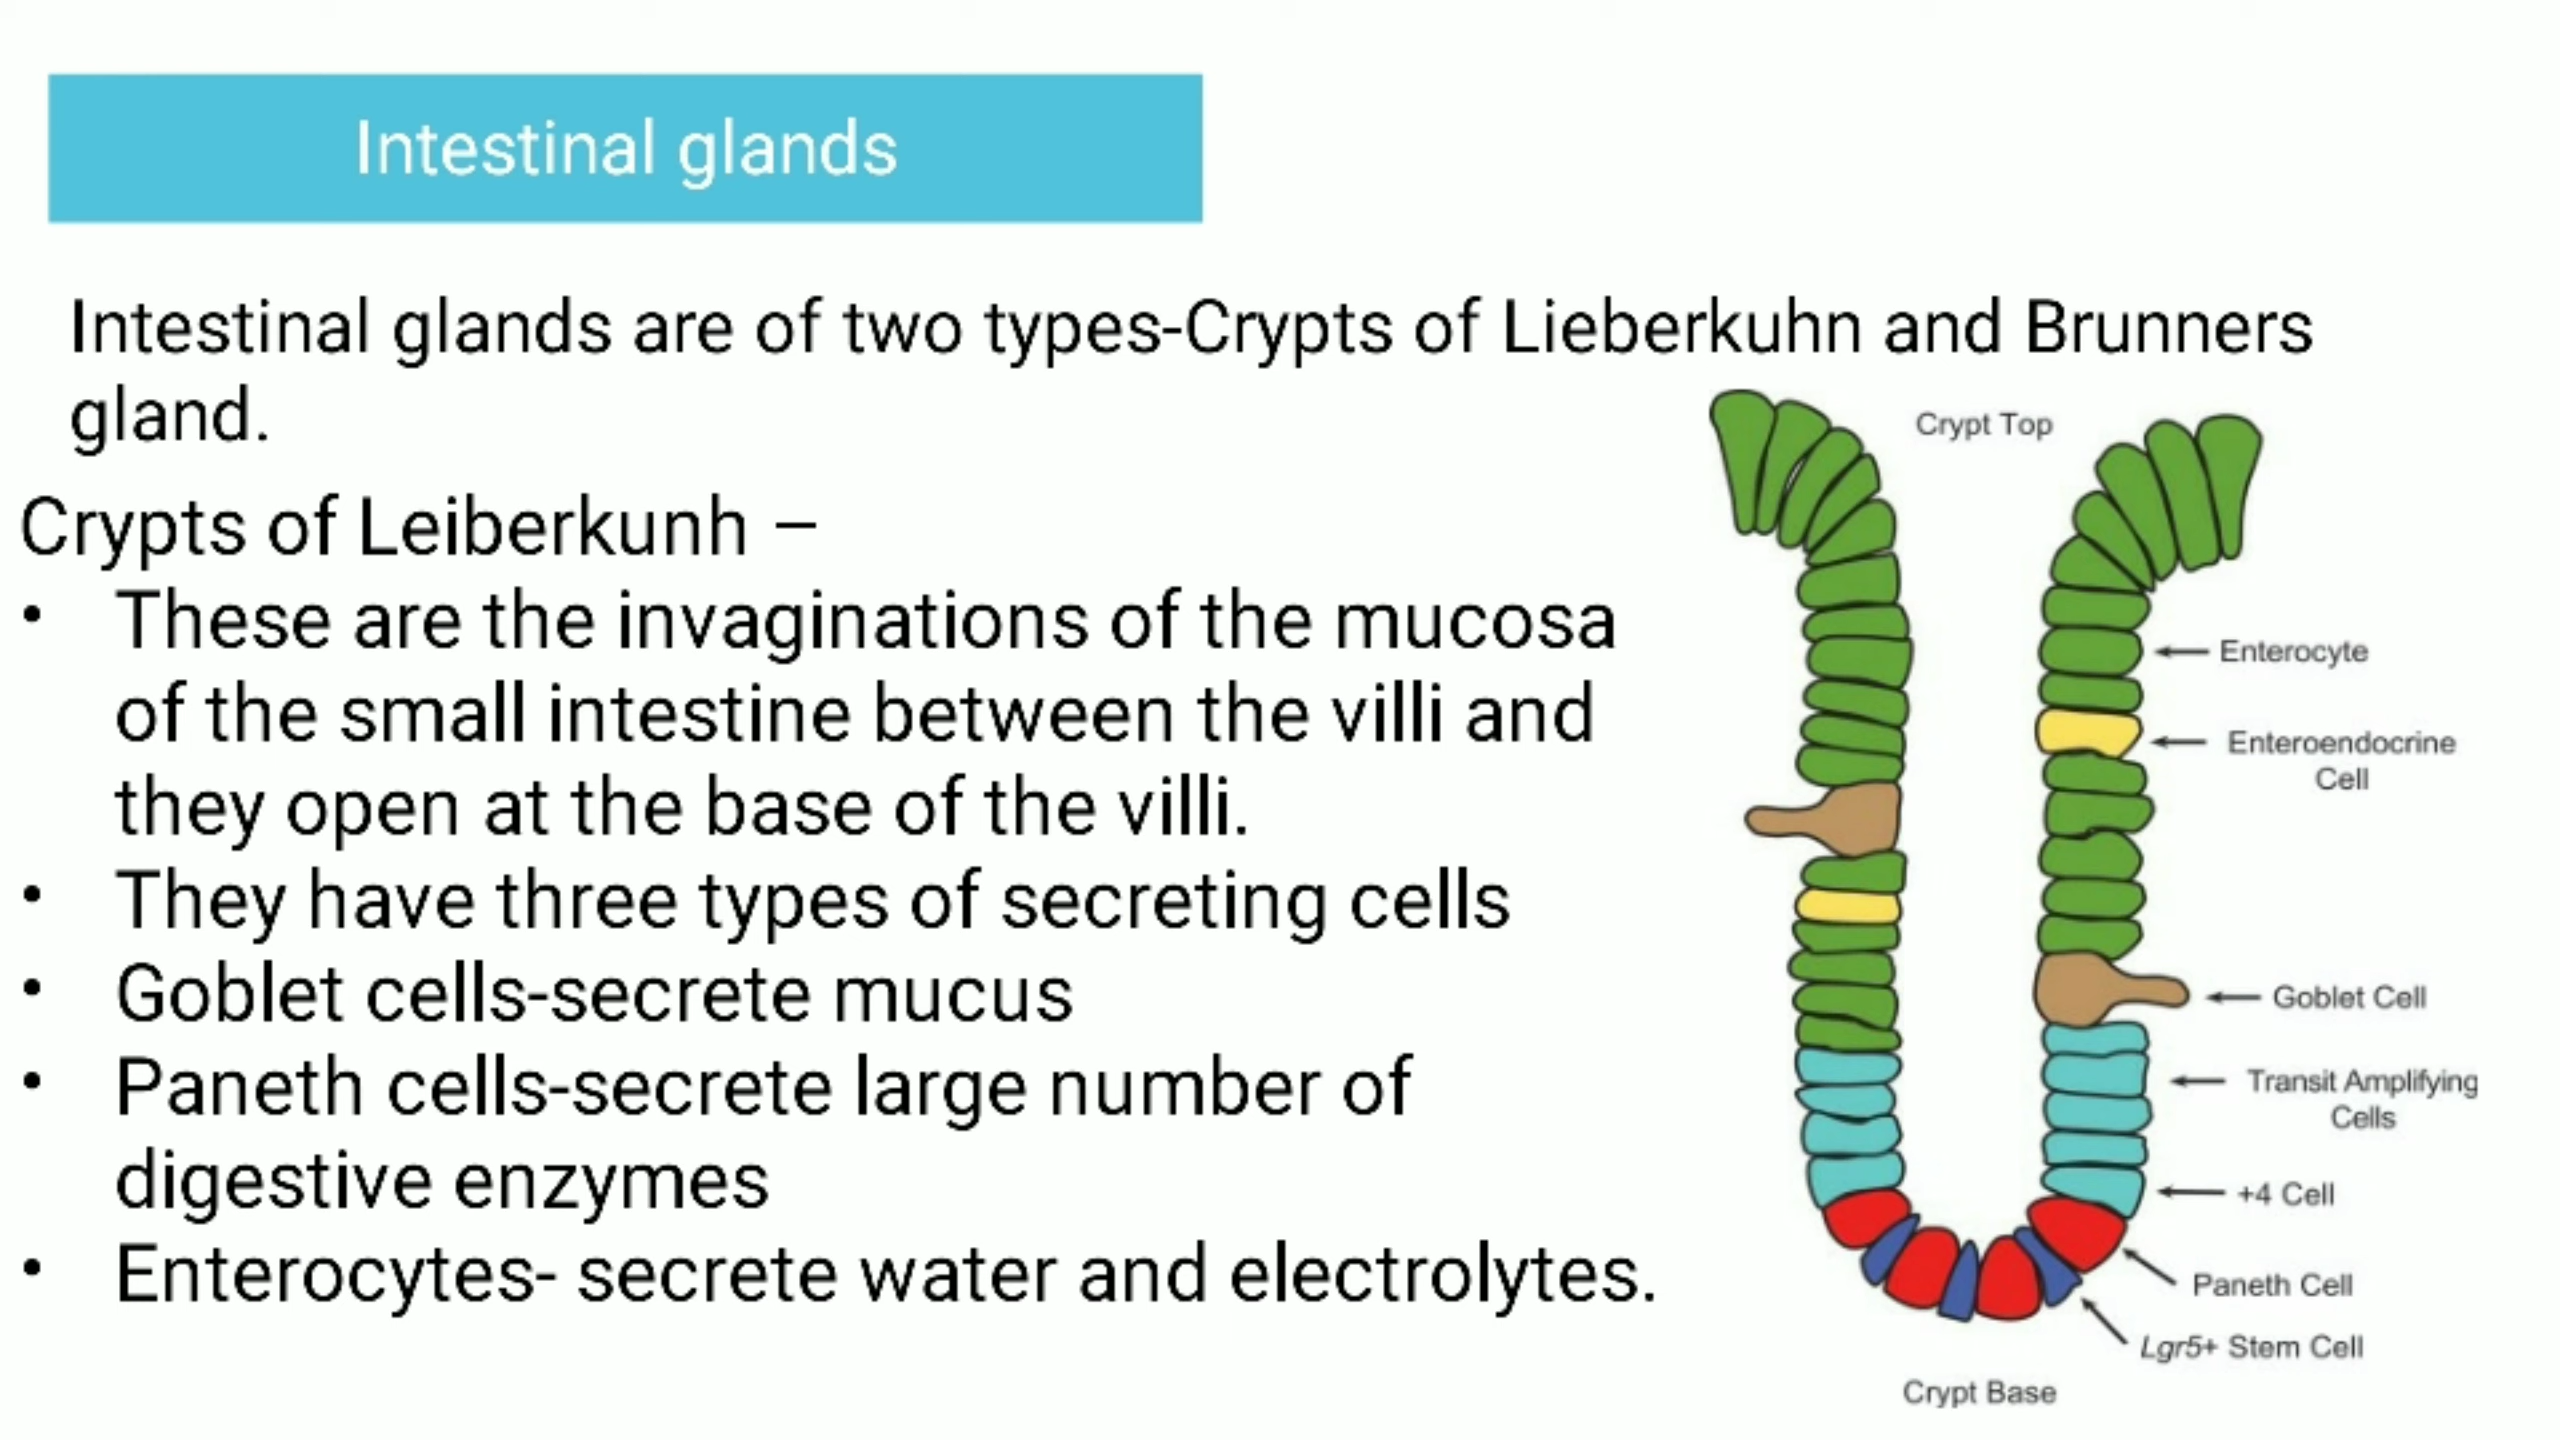 Intestinal glands
Intestinal glands are of two types-Crypts of Lieberkuhn and Brunners
gland.
Crypts of Leiberkunh –
• These are the invaginations of the mucosa
of the small intestine between the villi and
they open at the base of the villi.
• They have three types of secreting cells
• Goblet cells-secrete mucus
• Paneth cells-secrete large number of
digestive enzymes
• Enterocytes- secrete water and electrolytes.
Crypt Top
Enterocyte
Enteroendocrine
Cell
Goblet Cell
Transit Amplifying
Cells
+4 Cell
Paneth Cell
Lgr5+ Stem Cell
Crypt Base